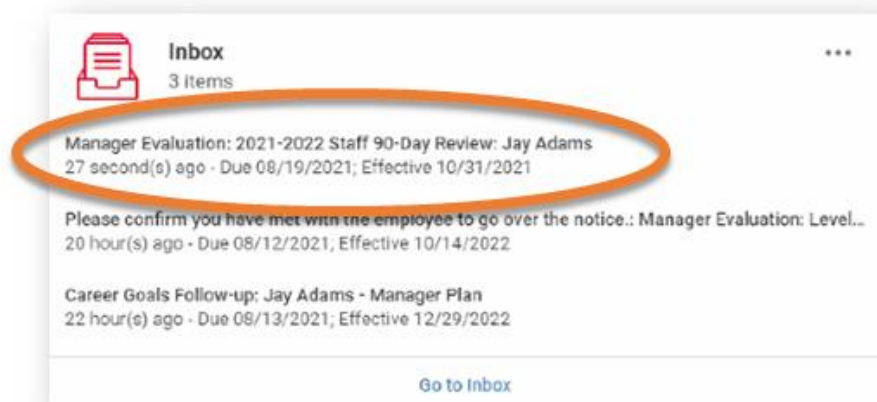 Inbox
3 items
Manager Evaluation: 2021-2022 Staff 90-Day Review: Jay Adams
27 second(s) ago - Due 08/19/2021; Effective 10/31/2021
Please confirm you have met with the employee to go over the notice.: Manager Evaluation: Level...
20 hour(s) ago - Due 08/12/2021; Effective 10/14/2022
Career Goals Follow-up: Jay Adams - Manager Plan
22 hour(s) ago - Due 08/13/2021; Effective 12/29/2022
Go to Inbox